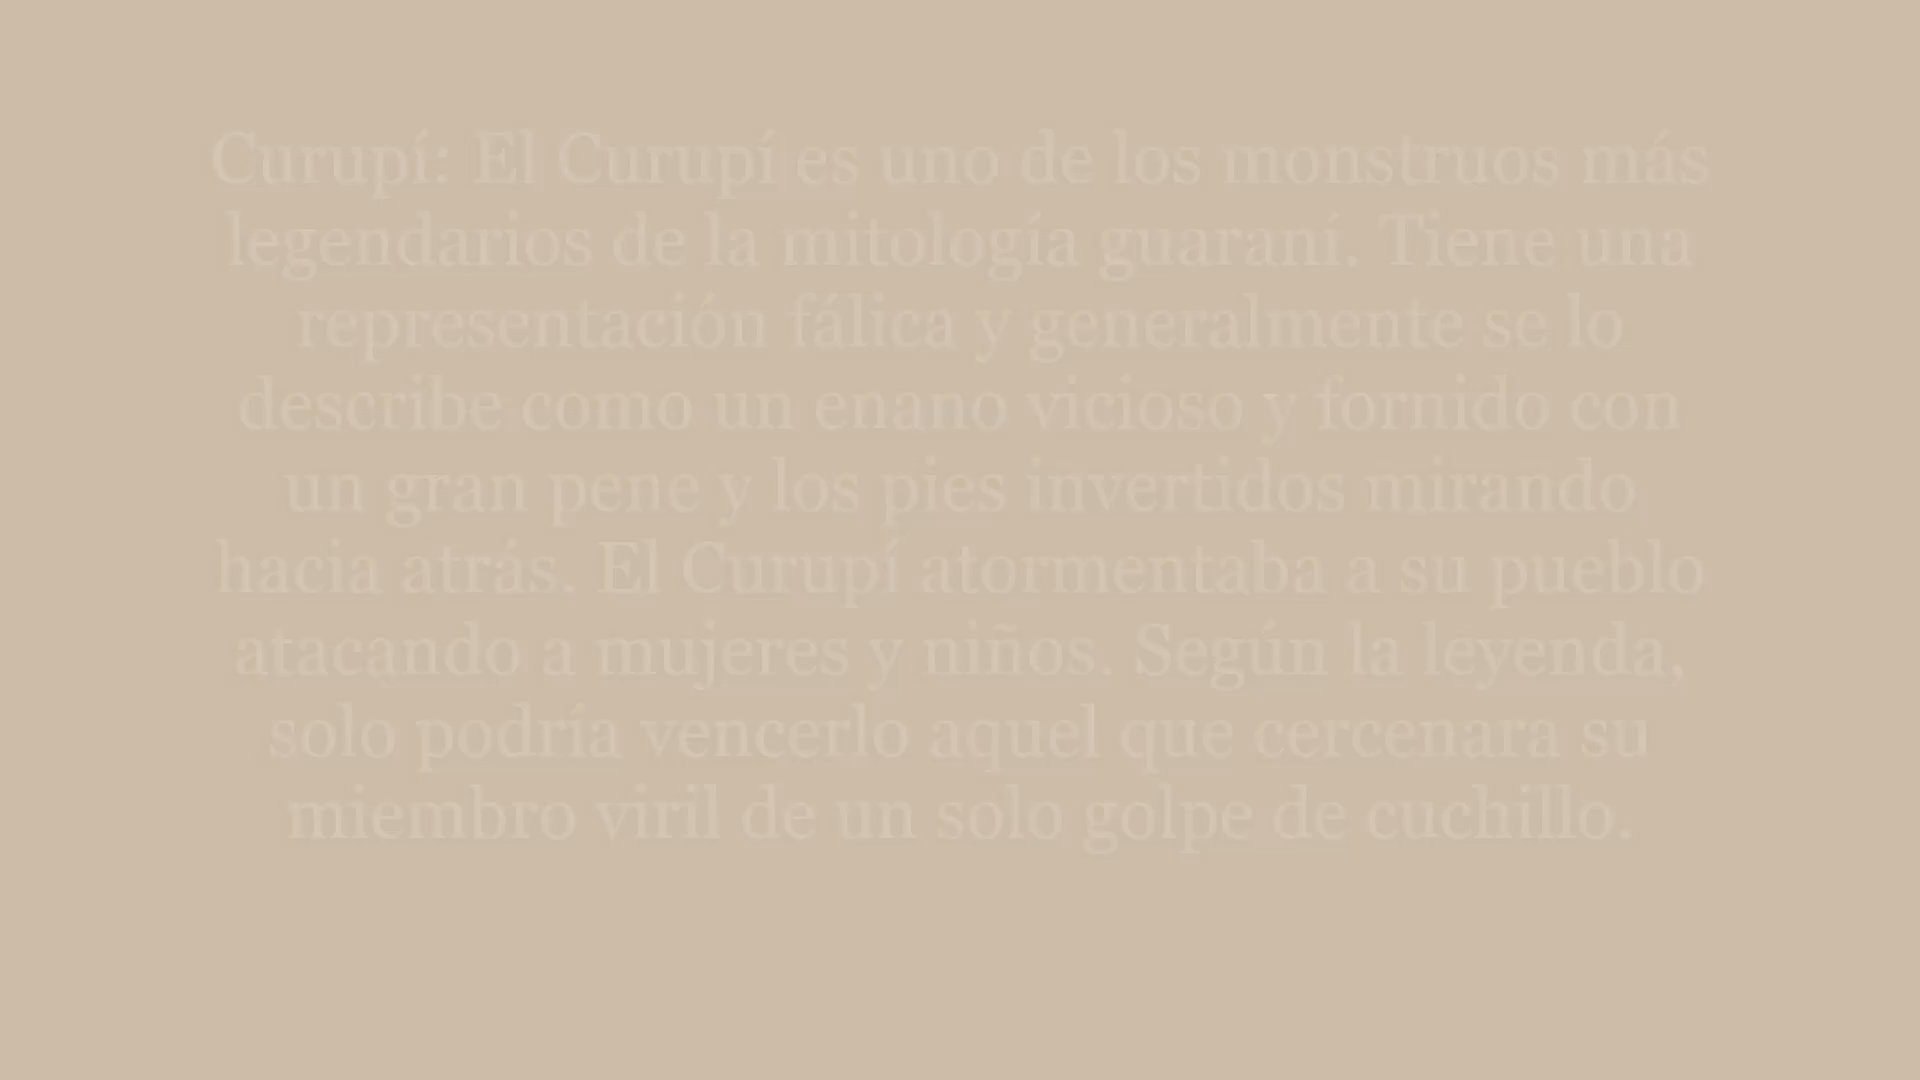 Curupí: El Curupí es uno de los monstruos más
legendarios de la mitología guaraní. Tiene una
representación fálica y generalmente se lo
describe como un enano vicioso y fornido con
un gran pene y los pies invertidos mirando
hacia atrás. El Curupí atormentaba a su pueblo
atacando a mujeres y niños. Según la leyenda,
solo podría vencerlo aquel que cercenara su
miembro viril de un solo golpe de cuchillo.